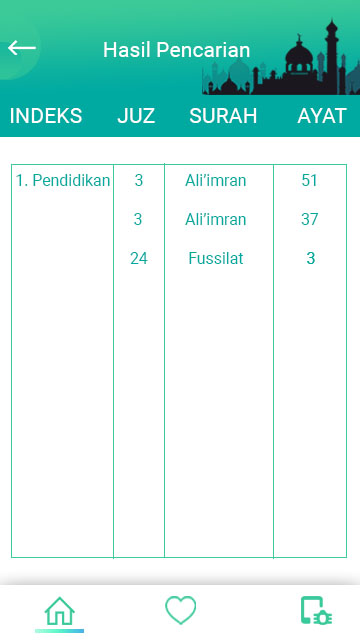 Hasil Pencarian
INDEKS JUZ SURAH AYAT
1. Pendidikan 3 Ali’imran 51
3 Ali’imran 37
24 Fussilat 3